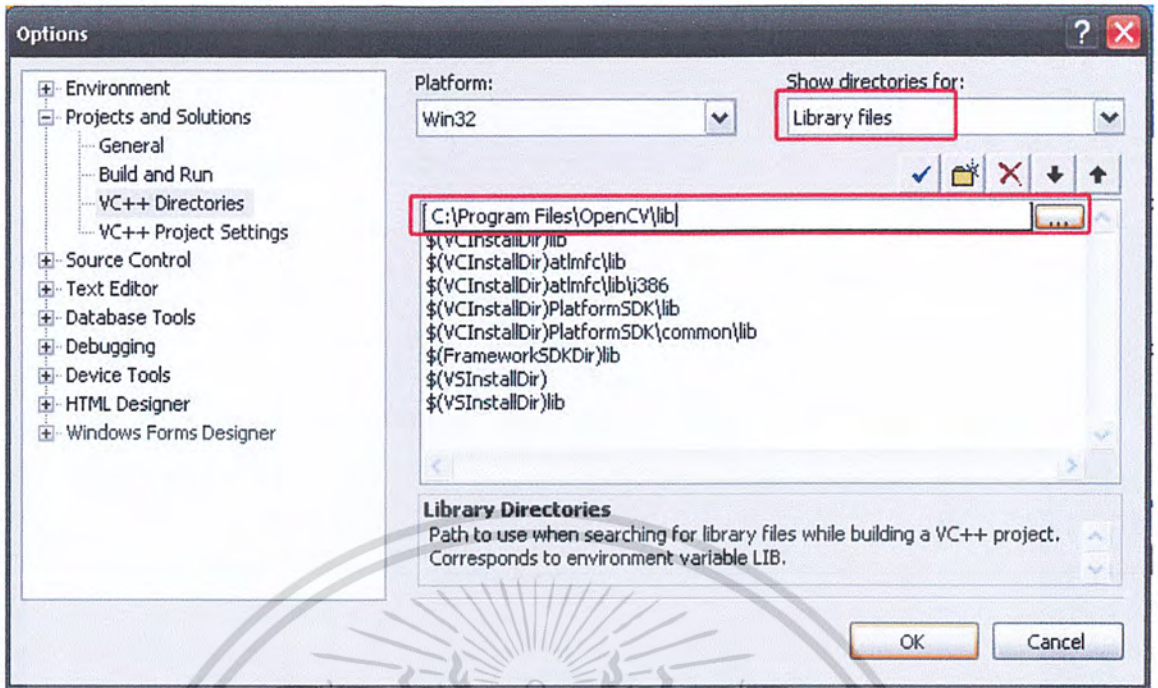 Options
Environment
Projects and Solutions
General
Build and Run
VC++ Directories
VC++ Project Settings
Source Control
Text Editor
Database Tools
Debugging
Device Tools
HTML Designer
Windows Forms Designer
Platform:
Win32
Show directories for:
Library files
C:\Program Files\OpenCV\lib
...
$(VCInstallDir)lib
$(VCInstallDir)atlmfc\lib
$(VCInstallDir)atlmfc\lib\i386
$(VCInstallDir)PlatformSDK\lib
$(VCInstallDir)PlatformSDK\common\lib
$(FrameworkSDKDir)lib
$(VSInstallDir)
$(VSInstallDir)lib
Library Directories
Path to use when searching for library files while building a VC++ project.
Corresponds to environment variable LIB.
OK
Cancel